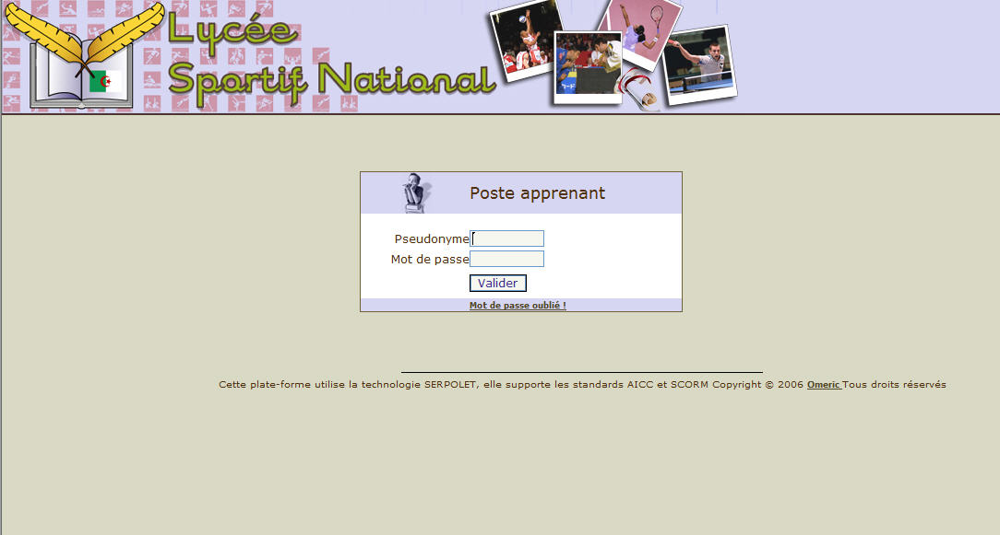 Lycée
Sportif National
Poste apprenant
Pseudonyme
Mot de passe
Valider
Mot de passe oublié !
Cette plate-forme utilise la technologie SERPOLET, elle supporte les standards AICC et SCORM Copyright © 2006 Omeric Tous droits réservés